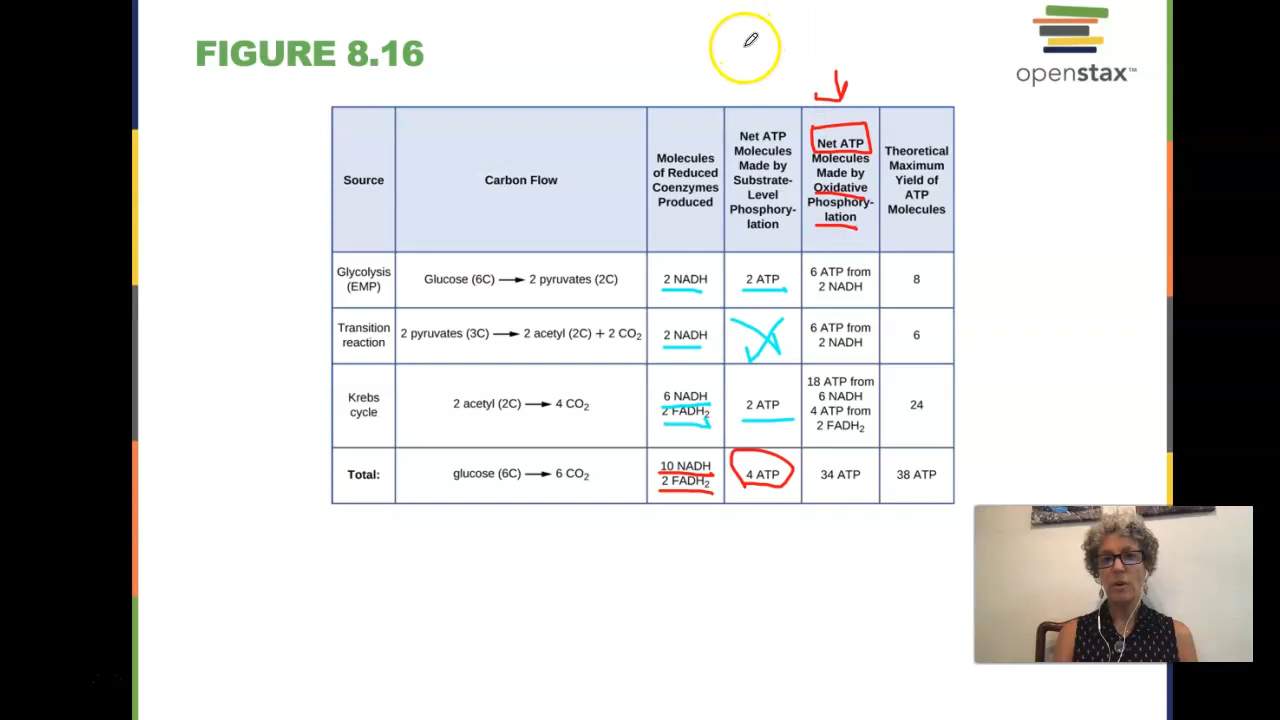 FIGURE 8.16
openstax™
Source
Carbon Flow
Molecules
of Reduced
Coenzymes
Produced
Net ATP
Molecules
Made by
Substrate-
Level
Phosphory-
lation
Net ATP
Molecules
Made by
Oxidative
Phosphory-
lation
Theoretical
Maximum
Yield of
ATP
Molecules
Glycolysis
(EMP)
Glucose (6C) → 2 pyruvates (2C)
2 NADH
2 ATP
6 ATP from
2 NADH
8
Transition
reaction
2 pyruvates (3C) → 2 acetyl (2C) + 2 CO₂
2 NADH
6 ATP from
2 NADH
6
Krebs
cycle
2 acetyl (2C) → 4 CO₂
6 NADH
2 FADH₂
2 ATP
18 ATP from
6 NADH
4 ATP from
2 FADH₂
24
Total:
glucose (6C) → 6 CO₂
10 NADH
2 FADH₂
4 ATP
34 ATP
38 ATP